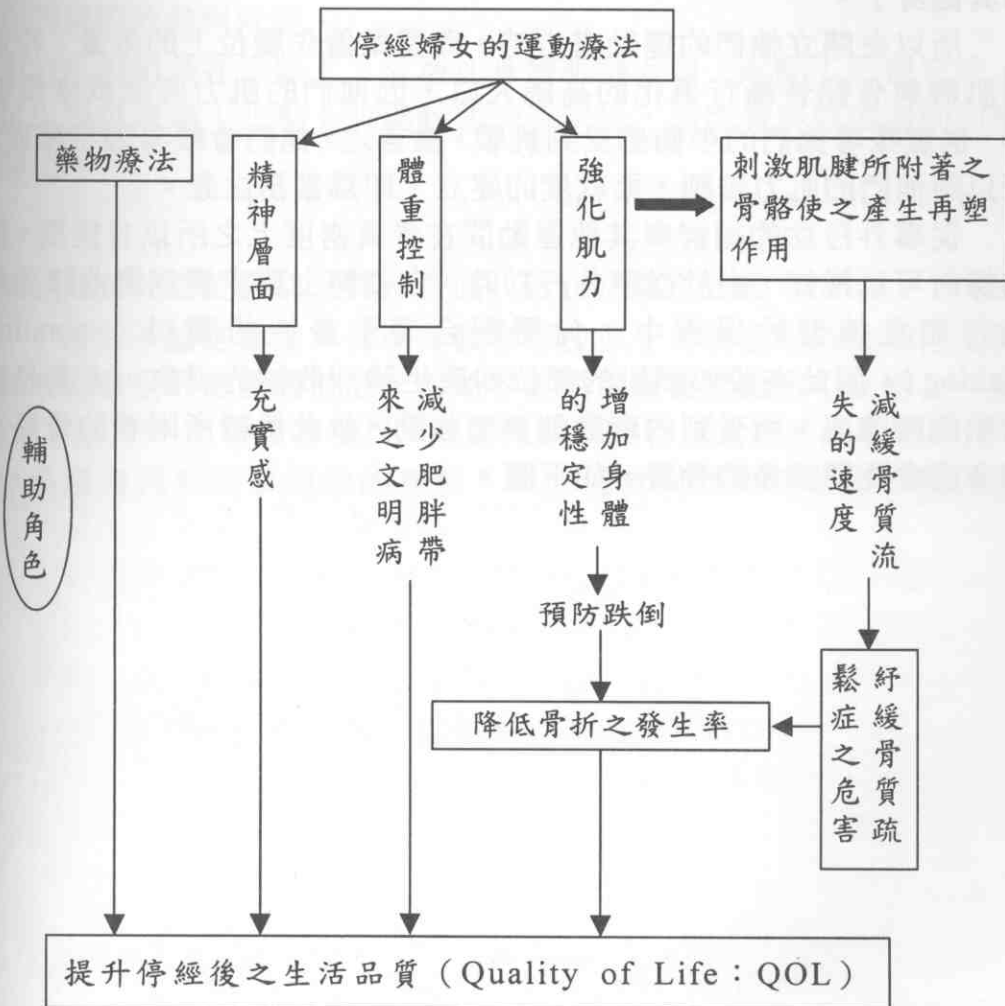 停經婦女的運動療法
藥物療法
精神層面
體重控制
強化肌力
刺激肌腱所附著之
骨骼使之產生再塑
作用
輔助角色
充實感
減少肥胖帶
來之文明病
增加身體
的穩定性
減緩骨質流
失的速度
預防跌倒
降低骨折之發生率
紓緩骨質疏
鬆症之危害
提升停經後之生活品質（Quality of Life：QOL）